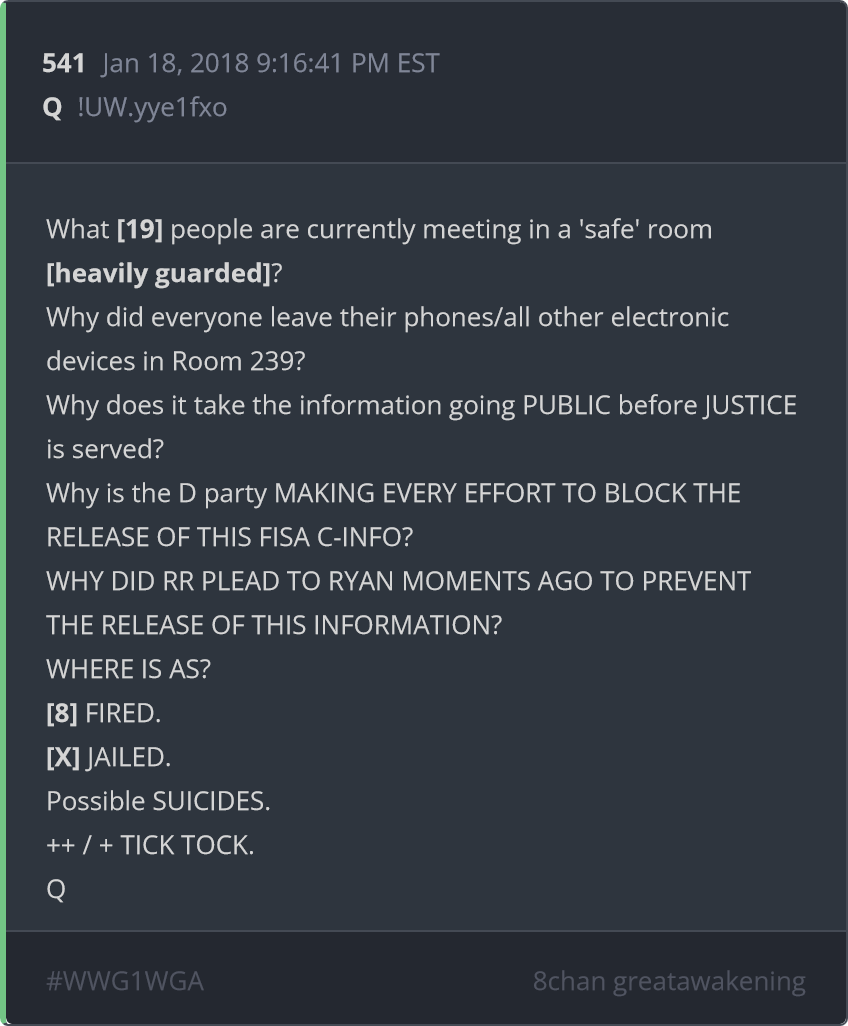 541 Jan 18, 2018 9:16:41 PM EST
Q !UW.yye1fxo
What [19] people are currently meeting in a 'safe' room
[heavily guarded]?
Why did everyone leave their phones/all other electronic
devices in Room 239?
Why does it take the information going PUBLIC before JUSTICE
is served?
Why is the D party MAKING EVERY EFFORT TO BLOCK THE
RELEASE OF THIS FISA C-INFO?
WHY DID RR PLEAD TO RYAN MOMENTS AGO TO PREVENT
THE RELEASE OF THIS INFORMATION?
WHERE IS AS?
[8] FIRED.
[X] JAILED.
Possible SUICIDES.
++ / + TICK TOCK.
Q
#WWG1WGA 8chan greatawakening